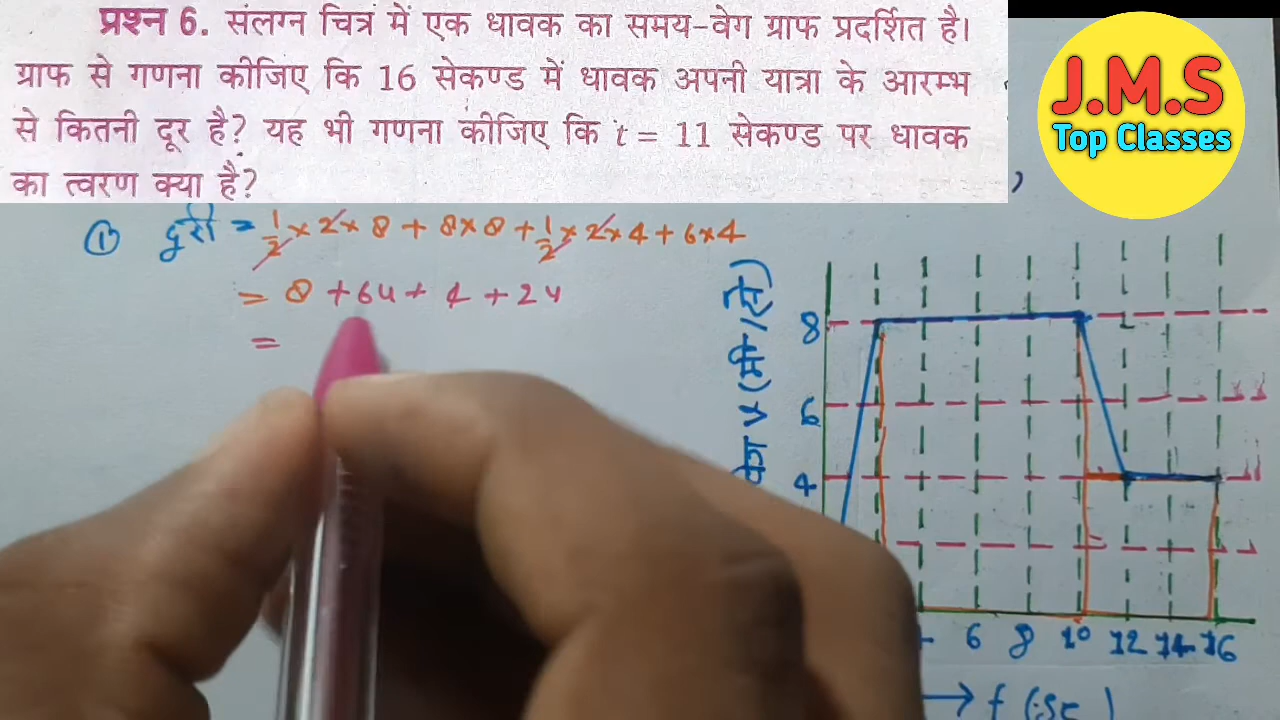 प्रश्न 6. संलग्न चित्र में एक धावक का समय-वेग ग्राफ प्रदर्शित है।
ग्राफ से गणना कीजिए कि 16 सेकण्ड में धावक अपनी यात्रा के आरम्भ
से कितनी दूर है? यह भी गणना कीजिए कि t = 11 सेकण्ड पर धावक
का त्वरण क्या है?
J.M.S
Top Classes
① दूरी = 1/2 × 2 × 8 + 8 × 8 + 1/2 × 2 × 4 + 6 × 4
= 8 + 64 + 4 + 24
=
वेग v (मी/से)
8
6
4
6 8 10 12 14 16
→ t